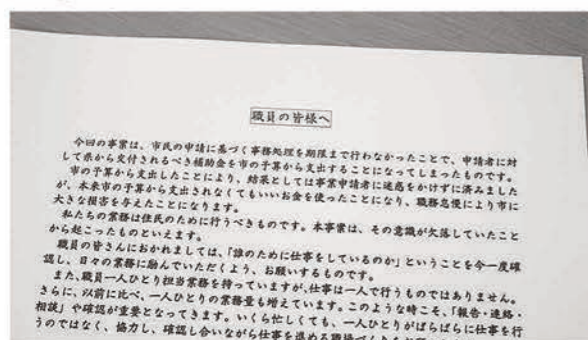 職員の皆様へ
今回の事案は、市民の申請に基づく事務処理を期限まで行わなかったことで、申請者に対
して県から交付されるべき補助金を市の予算から支出することになってしまったものです。
市の予算から支出したことにより、結果としては事業申請者に迷惑をかけずに済みました
が、本来市の予算から支出されなくてもいいお金を使ったことになり、職務怠慢により市に
大きな損害を与えたことになります。
私たちの業務は住民のために行うべきものです。本事案は、その意識が欠落していたこと
から起こったものといえます。
職員の皆さんにおかれましては、「誰のために仕事をしているのか」ということを今一度確
認し、日々の業務に励んでいただくよう、お願いするものです。
また、職員一人ひとり担当業務を持っていますが、仕事は一人で行うものではありません。
さらに、以前に比べ、一人ひとりの業務量も増えています。このような時こそ、「報告・連絡・
相談」や確認が重要となってきます。いくら忙しくても、一人ひとりがばらばらに仕事を行
うのではなく、協力し、確認し合いながら仕事を進める職場づくりを